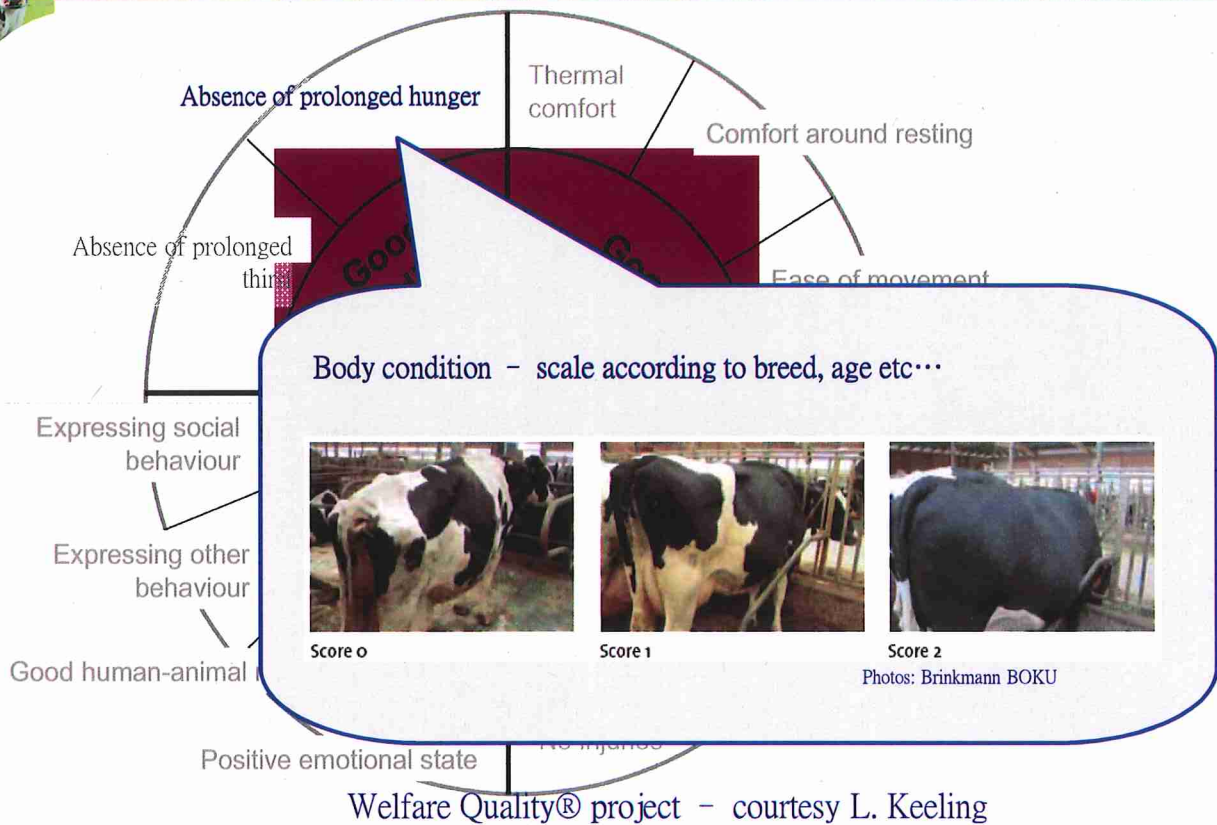 Absence of prolonged hunger
Thermal
comfort
Comfort around resting
Absence of prolonged
Ease of movement
Body condition – scale according to breed, age etc…
Score 0
Score 1
Score 2
Photos: Brinkmann BOKU
Expressing social
behaviour
Expressing other
behaviour
Good human-animal
Positive emotional state
No injuries
Welfare Quality® project – courtesy L. Keeling